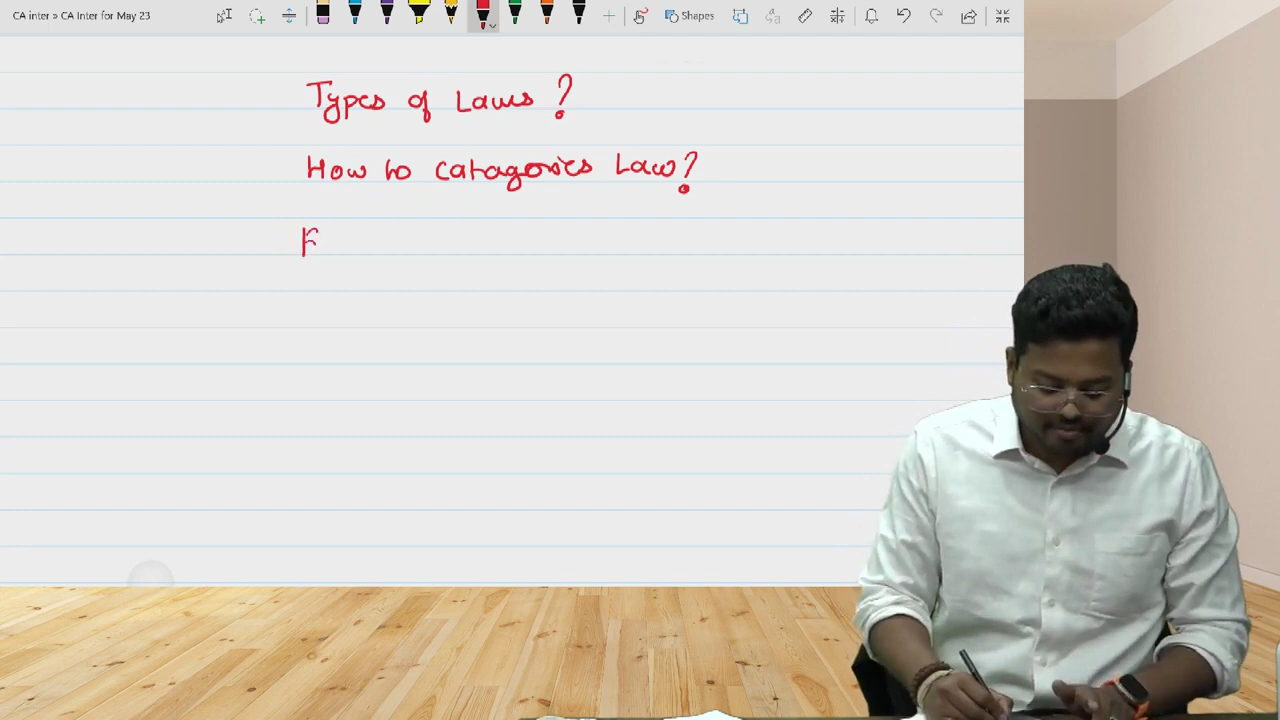 CA inter » CA Inter for May 23
Shapes
Types of Laws ?
How to catagories Law?